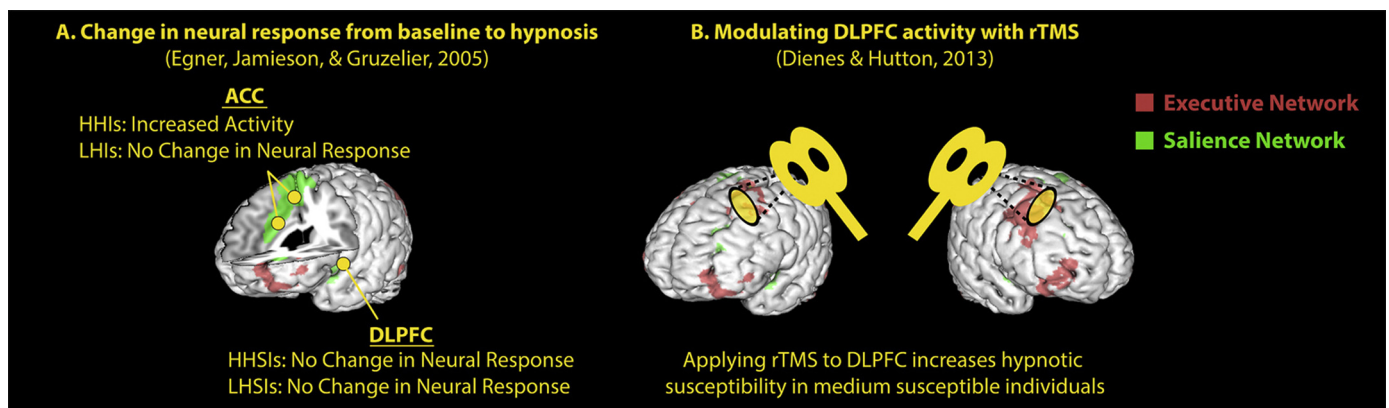 A. Change in neural response from baseline to hypnosis
(Egner, Jamieson, & Gruzelier, 2005)
ACC
HHIs: Increased Activity
LHIs: No Change in Neural Response
DLPFC
HHSIs: No Change in Neural Response
LHSIs: No Change in Neural Response
B. Modulating DLPFC activity with rTMS
(Dienes & Hutton, 2013)
Executive Network
Salience Network
Applying rTMS to DLPFC increases hypnotic
susceptibility in medium susceptible individuals